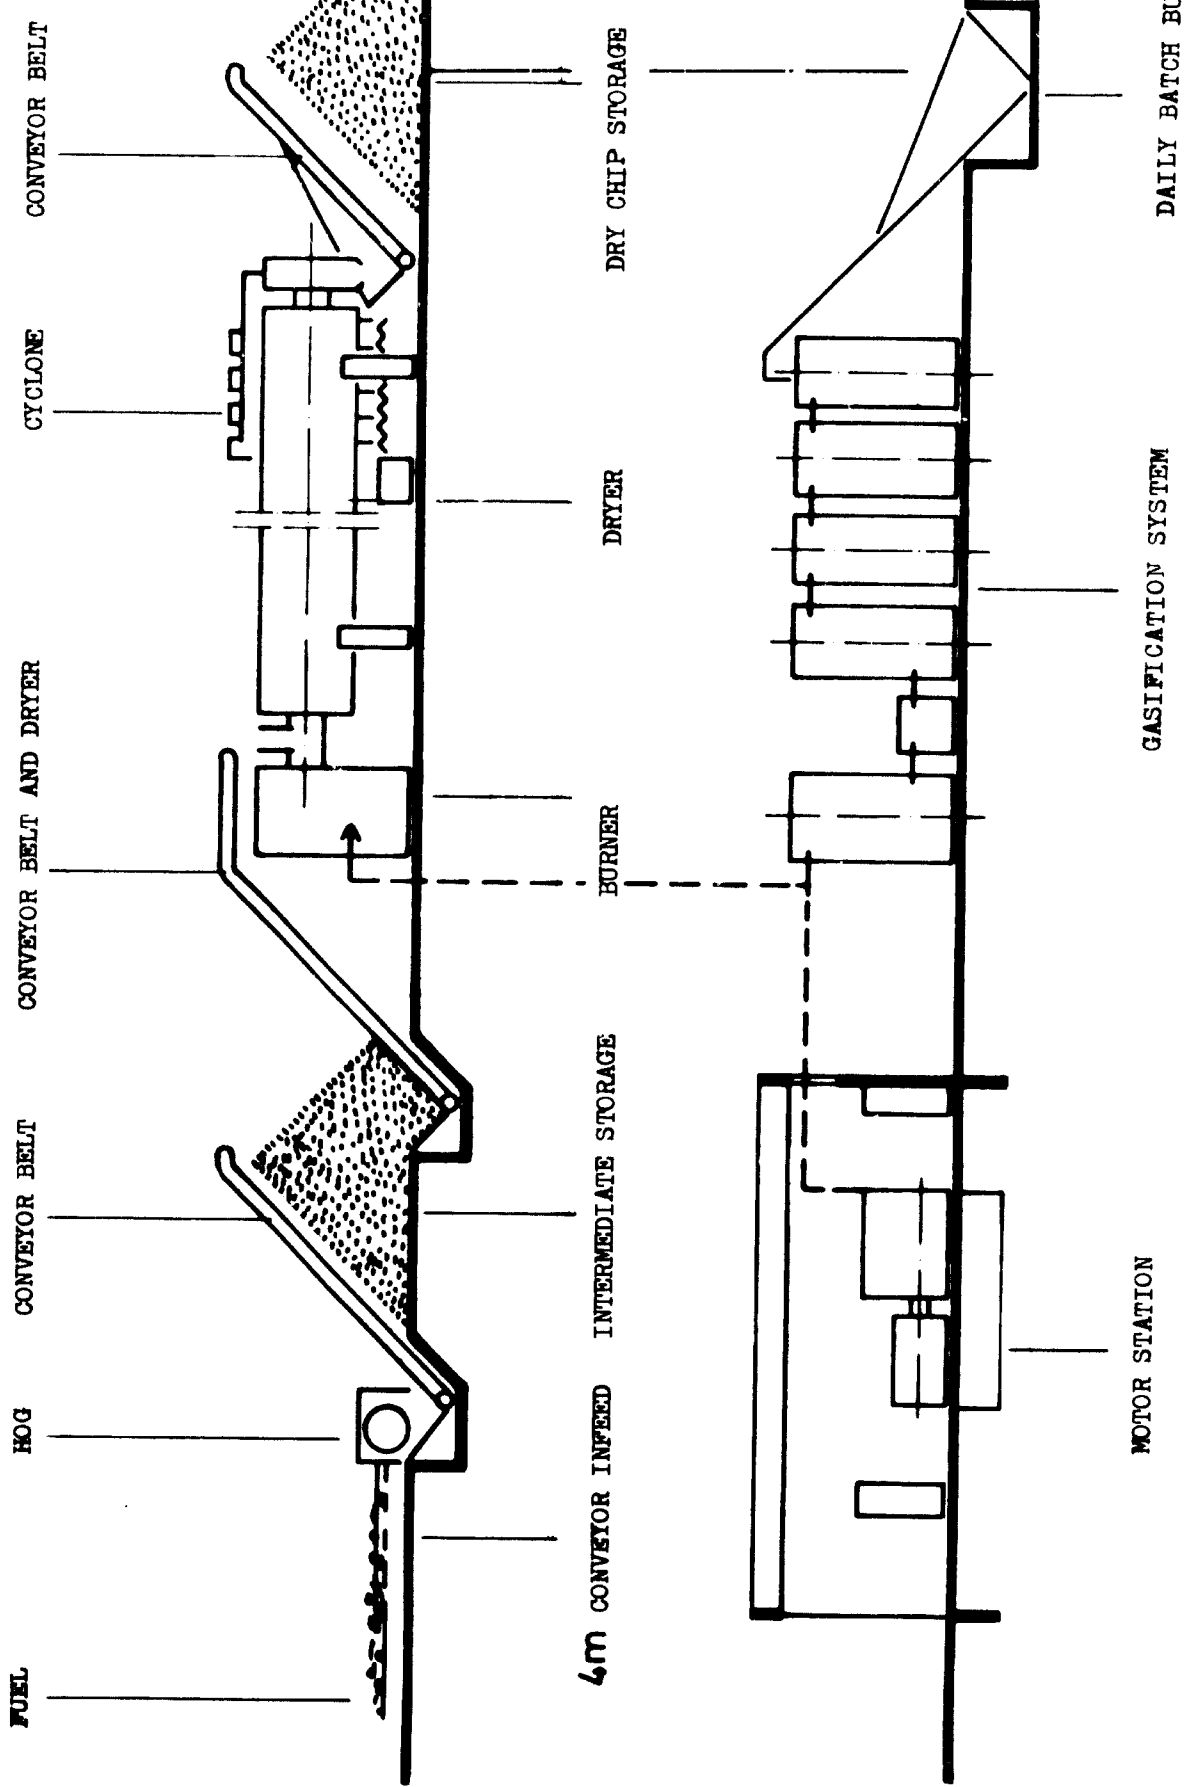 FUEL
HOG
CONVEYOR BELT
CONVEYOR BELT AND DRYER
CYCLONE
CONVEYOR BELT
4m CONVEYOR INFEED
INTERMEDIATE STORAGE
BURNER
DRYER
DRY CHIP STORAGE
MOTOR STATION
GASIFICATION SYSTEM
DAILY BATCH